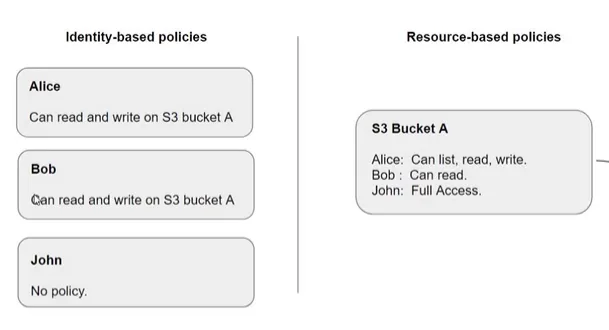 Identity-based policies
Alice
Can read and write on S3 bucket A
Bob
Can read and write on S3 bucket A
John
No policy.
Resource-based policies
S3 Bucket A
Alice: Can list, read, write.
Bob : Can read.
John: Full Access.